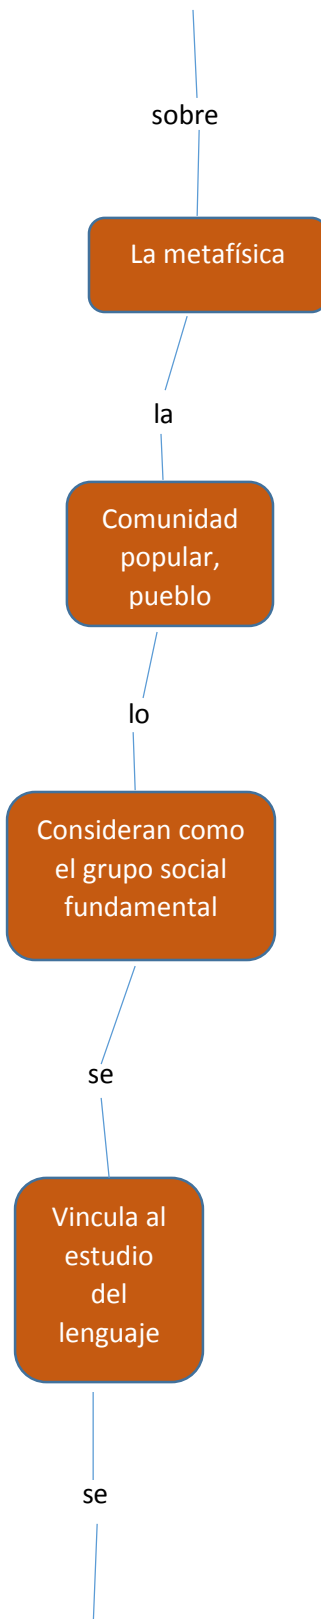 sobre
La metafísica
la
Comunidad
popular,
pueblo
lo
Consideran como
el grupo social
fundamental
se
Vincula al
estudio
del
lenguaje
se